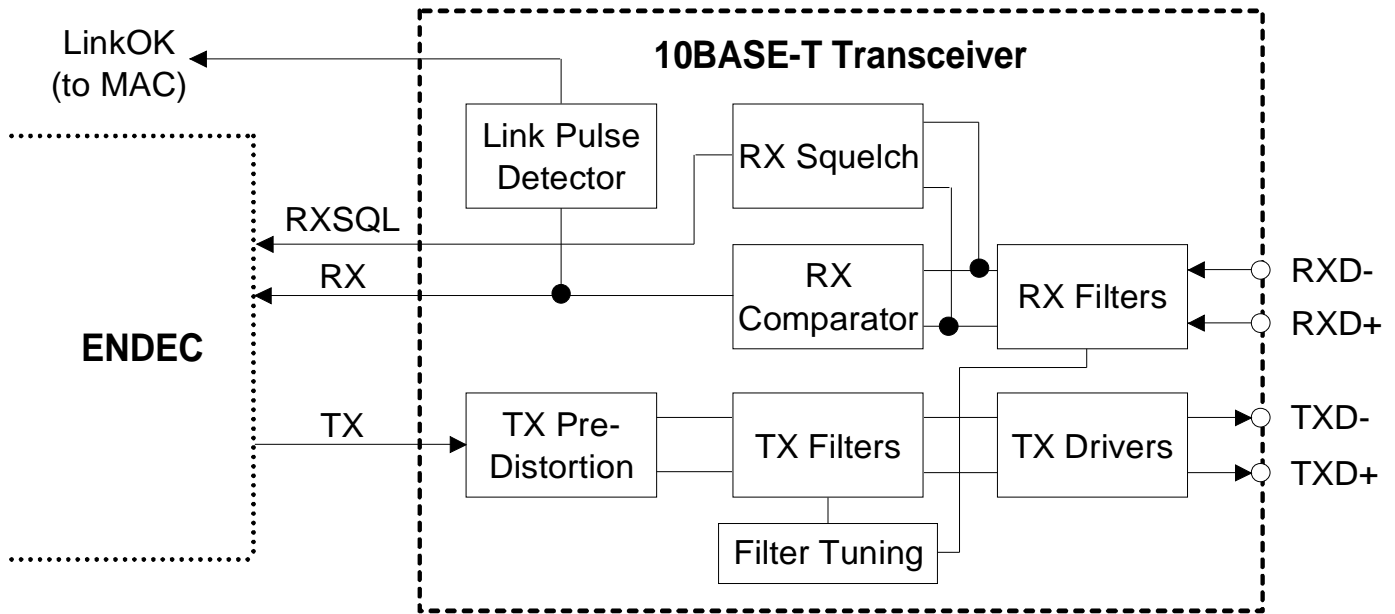 LinkOK
(to MAC)
10BASE-T Transceiver
Link Pulse
Detector
RX Squelch
RXSQL
RX
RX
Comparator
RX Filters
RXD-
RXD+
ENDEC
TX
TX Pre-
Distortion
TX Filters
TX Drivers
TXD-
TXD+
Filter Tuning